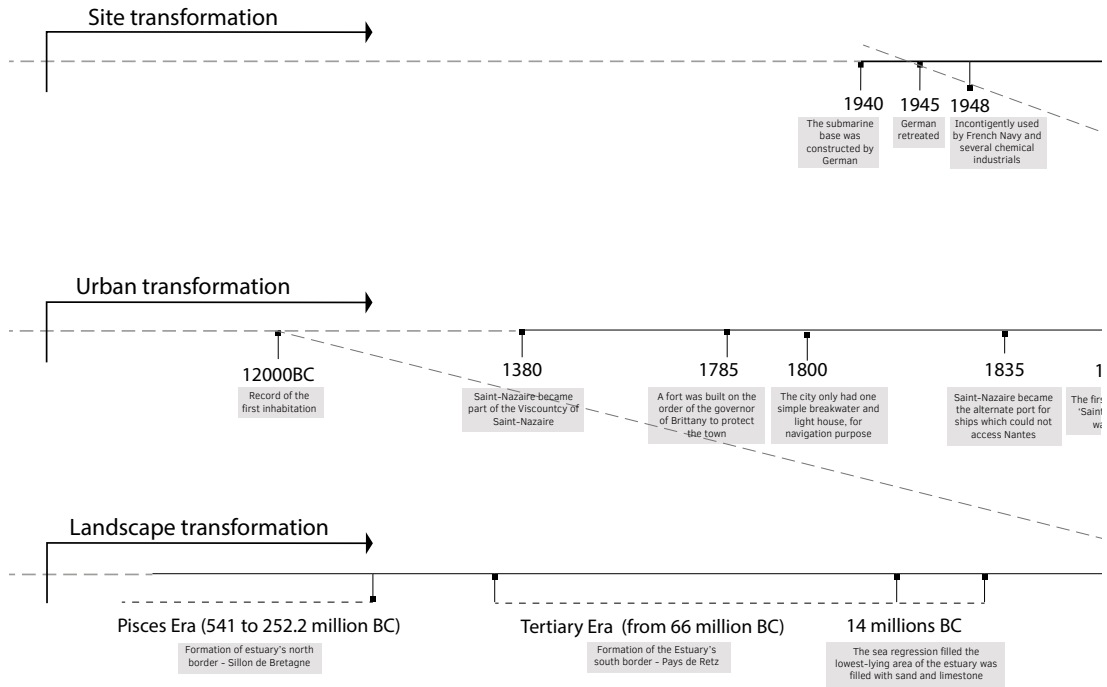 Site transformation
1940
The submarine
base was
constructed by
German
1945
German
retreated
1948
Incontigently used
by French Navy and
several chemical
industrials
Urban transformation
12000BC
Record of the
first inhabitation
1380
Saint-Nazaire became
part of the Viscountcy of
Saint-Nazaire
1785
A fort was built on the
order of the governor
of Brittany to protect
the town
1800
The city only had one
simple breakwater and
light house, for
navigation purpose
1835
Saint-Nazaire became
the alternate port for
ships which could not
access Nantes
1
The firs
'Saint
wa
Landscape transformation
Pisces Era (541 to 252.2 million BC)
Formation of estuary's north
border - Sillon de Bretagne
Tertiary Era (from 66 million BC)
Formation of the Estuary's
south border - Pays de Retz
14 millions BC
The sea regression filled the
lowest-lying area of the estuary was
filled with sand and limestone